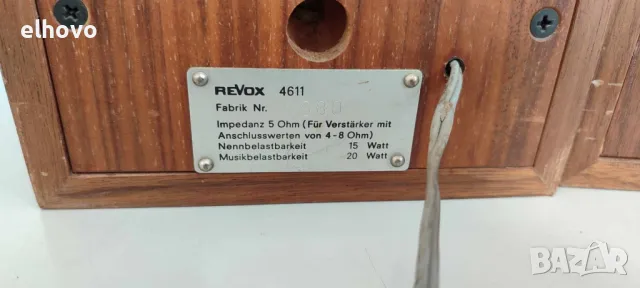 elhovo
REVOX 4611
Fabrik Nr.
Impedanz 5 Ohm (Für Verstärker mit
Anschlusswerten von 4-8 Ohm)
Nennbelastbarkeit 15 Watt
Musikbelastbarkeit 20 Watt
BAZAR